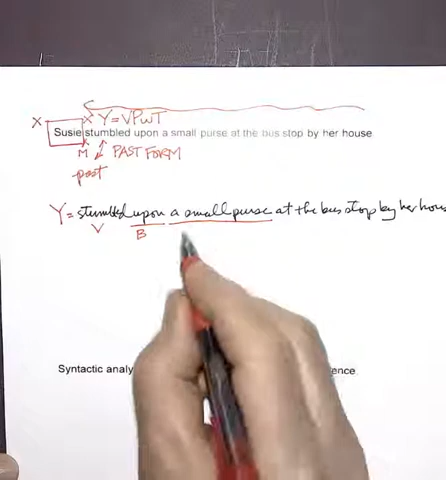 C
X X Y=VPWT
Susie stumbled upon a small purse at the bus stop by her house
X
M PAST FORM
past
Y= stumbled upon a small purse at the bus stop by her hous
V B
Syntactic analy ence